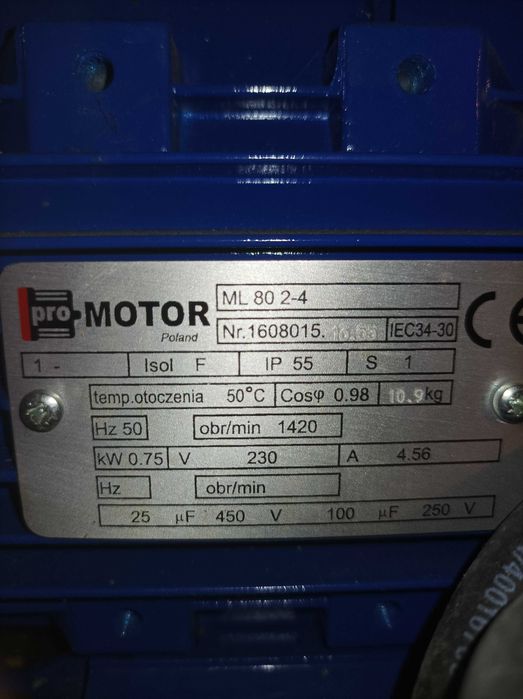 pro MOTOR
Poland
ML 80 2-4
Nr.1608015. IEC34-30
CE
1 - Isol F IP 55 S 1
temp.otoczenia 50°C Cosφ 0.98 10.9 kg
Hz 50 obr/min 1420
kW 0.75 V 230 A 4.56
Hz obr/min
25 µF 450 V 100 µF 250 V